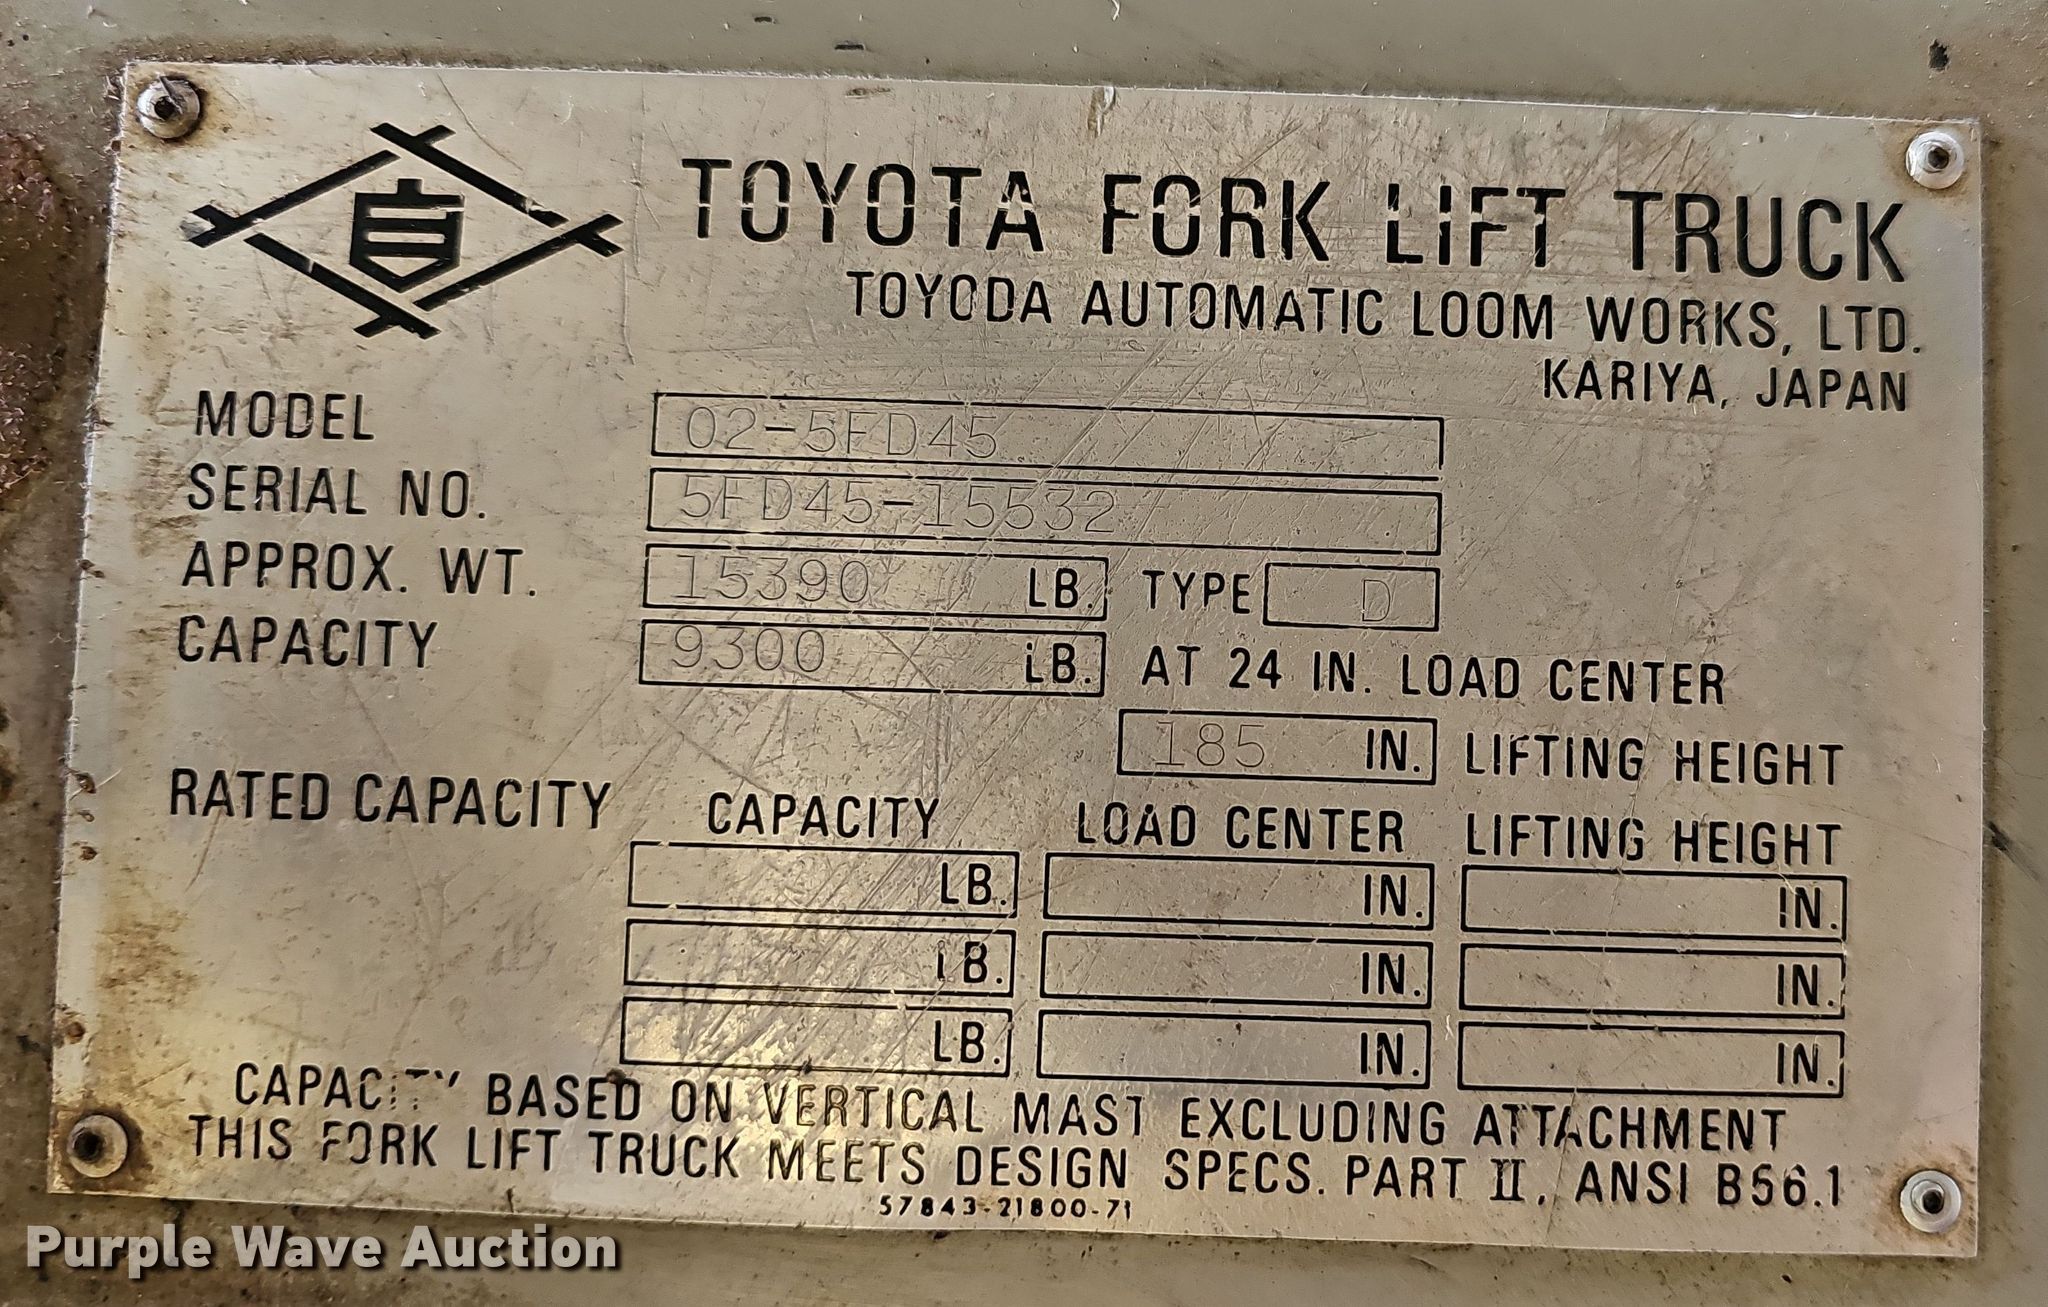 自
TOYOTA FORK LIFT TRUCK
TOYODA AUTOMATIC LOOM WORKS, LTD.
KARIYA, JAPAN
MODEL 02-5FD45
SERIAL NO. 5FD45-15532
APPROX. WT. 15390 LB. TYPE D
CAPACITY 9300 LB. AT 24 IN. LOAD CENTER
185 IN. LIFTING HEIGHT
RATED CAPACITY CAPACITY LOAD CENTER LIFTING HEIGHT
LB. IN. IN.
LB. IN. IN.
LB. IN. IN.
CAPACITY BASED ON VERTICAL MAST EXCLUDING ATTACHMENT
THIS FORK LIFT TRUCK MEETS DESIGN SPECS. PART II, ANSI B56.1
57843-21800-71
Purple Wave Auction